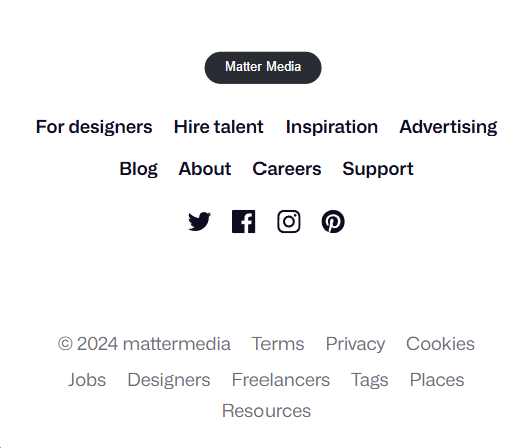 Matter Media
For designers Hire talent Inspiration Advertising
Blog About Careers Support
© 2024 mattermedia Terms Privacy Cookies
Jobs Designers Freelancers Tags Places
Resources